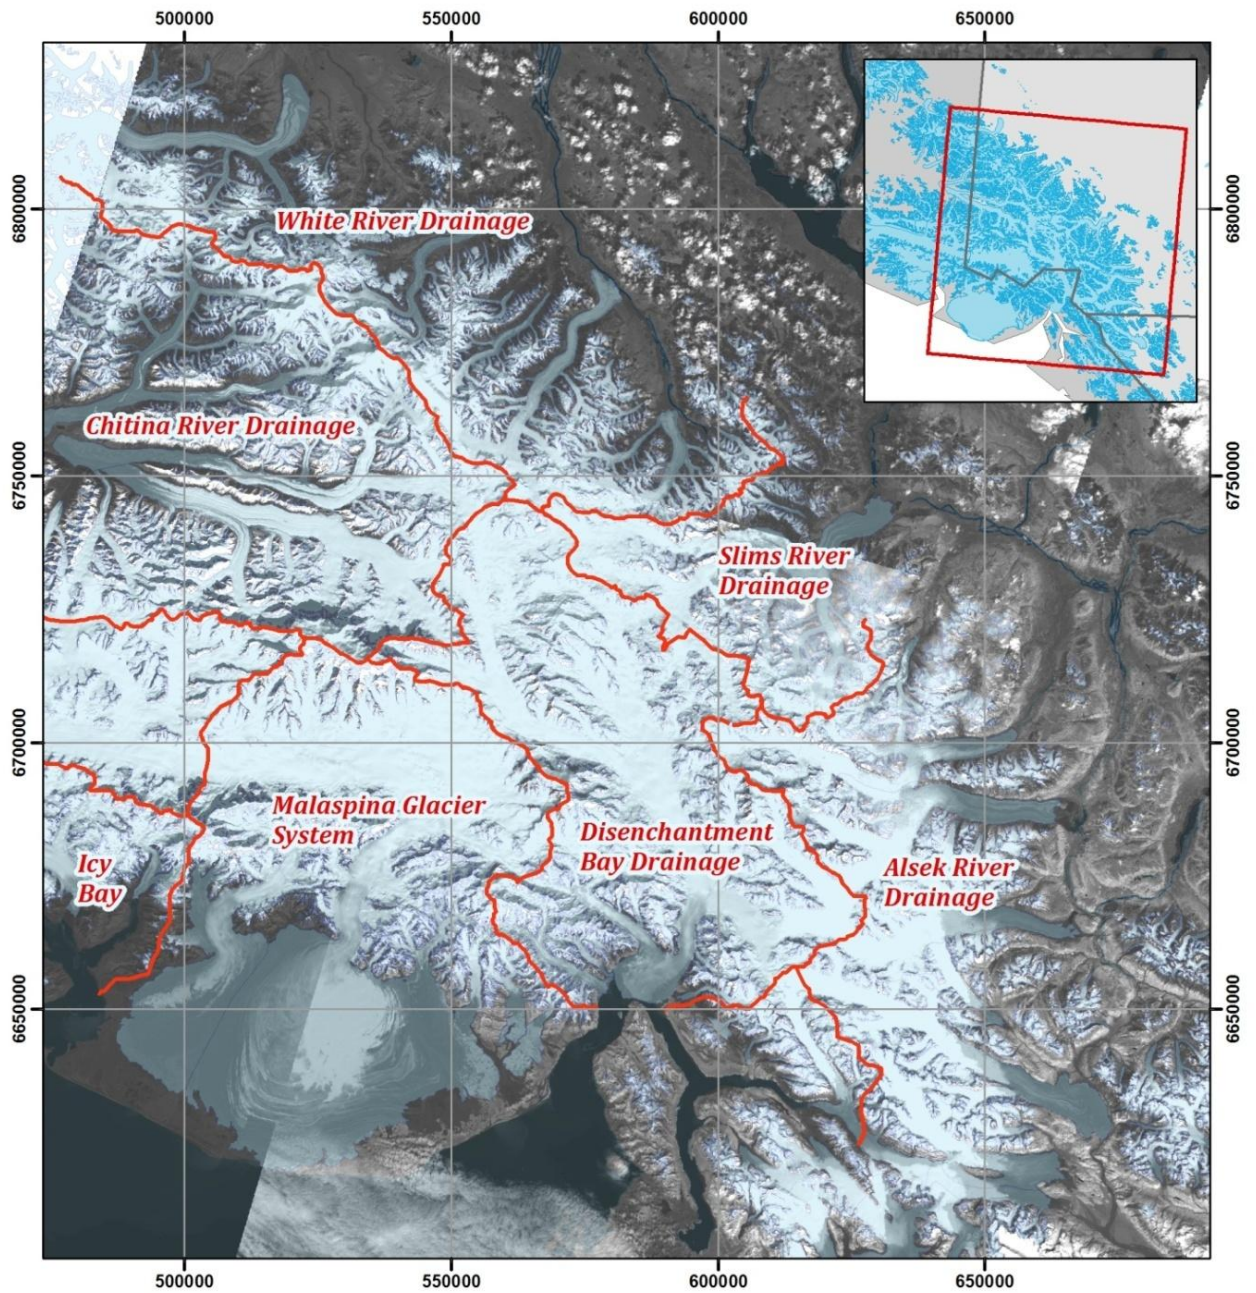 500000 550000 600000 650000
6800000 6800000
White River Drainage
Chitina River Drainage
6750000 6750000
Slims River
Drainage
6700000 6700000
Malaspina Glacier
System
Disenchantment
Bay Drainage
Icy
Bay
Alsek River
Drainage
6650000 6650000
500000 550000 600000 650000